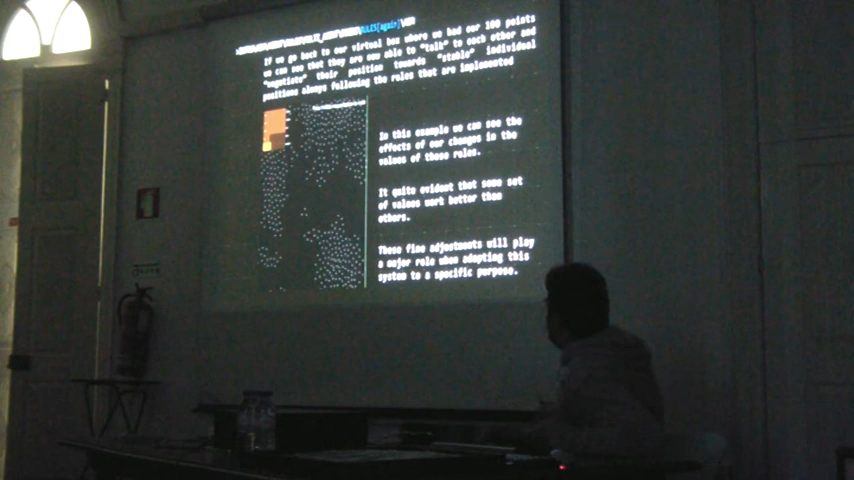 RULES[again]
If we go back to our virtual box where we had our 100 points
we can see that they are now able to "talk" to each other and
"negotiate" their position towards "stable" individual
positions always following the rules that are implemented
In this example we can see the
effects of our changes in the
values of those rules.
It quite evident that some set
of values work better than
others.
These fine adjustments will play
a major role when adapting this
system to a specific purpose.